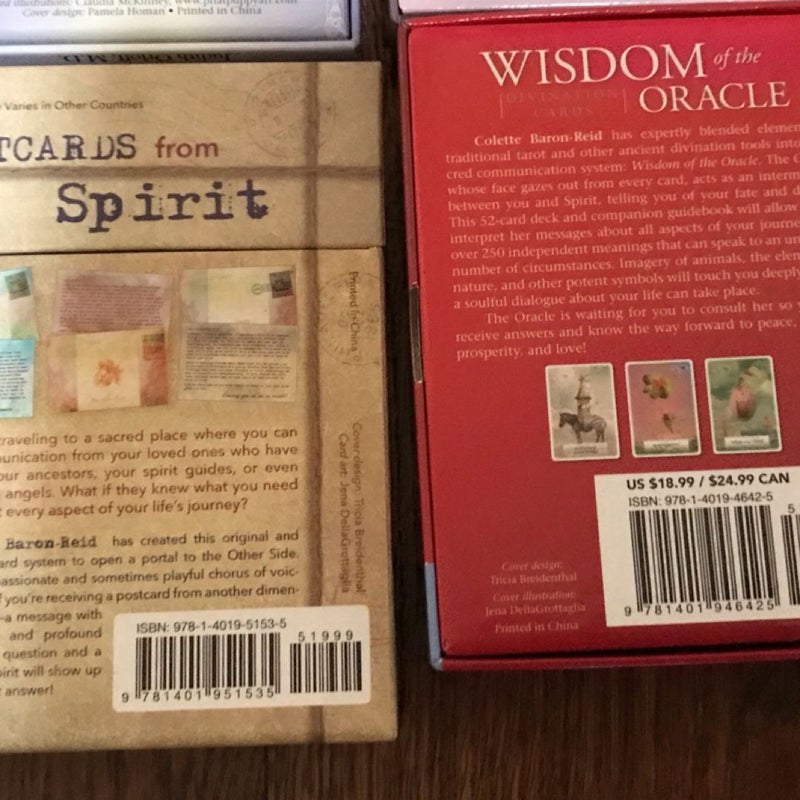 Claudia McKinney, www.phatpuppyart.com
Cover design: Pamela Homan • Printed in China
Judith Orloff, M.D.
Varies in Other Countries
TCARDS from
Spirit
Printed in China
traveling to a sacred place where you can
unication from your loved ones who have
our ancestors, your spirit guides, or even
angels. What if they knew what you need
t every aspect of your life's journey?
Baron-Reid has created this original and
ard system to open a portal to the Other Side.
assionate and sometimes playful chorus of voic-
f you're receiving a postcard from another dimen-
—a message with
and profound
question and a
irit will show up
answer!
Cover design: Tricia Breidenthal
Card art: Jena DellaGrottaglia
ISBN: 978-1-4019-5153-5
51999
9 781401 951535
WISDOM of the
DIVINATION
CARDS
ORACLE
Colette Baron-Reid has expertly blended elemen
traditional tarot and other ancient divination tools into
cred communication system: Wisdom of the Oracle. The O
whose face gazes out from every card, acts as an interm
between you and Spirit, telling you of your fate and d
This 52-card deck and companion guidebook will allow
interpret her messages about all aspects of your journe
over 250 independent meanings that can speak to an un
number of circumstances. Imagery of animals, the elem
nature, and other potent symbols will touch you deeply
a soulful dialogue about your life can take place.
The Oracle is waiting for you to consult her so
receive answers and know the way forward to peace,
prosperity, and love!
US $18.99 / $24.99 CAN
ISBN: 978-1-4019-4642-5
5
9 781401 946425
Cover design:
Tricia Breidenthal
Cover illustration:
Jena DellaGrottaglia
Printed in China